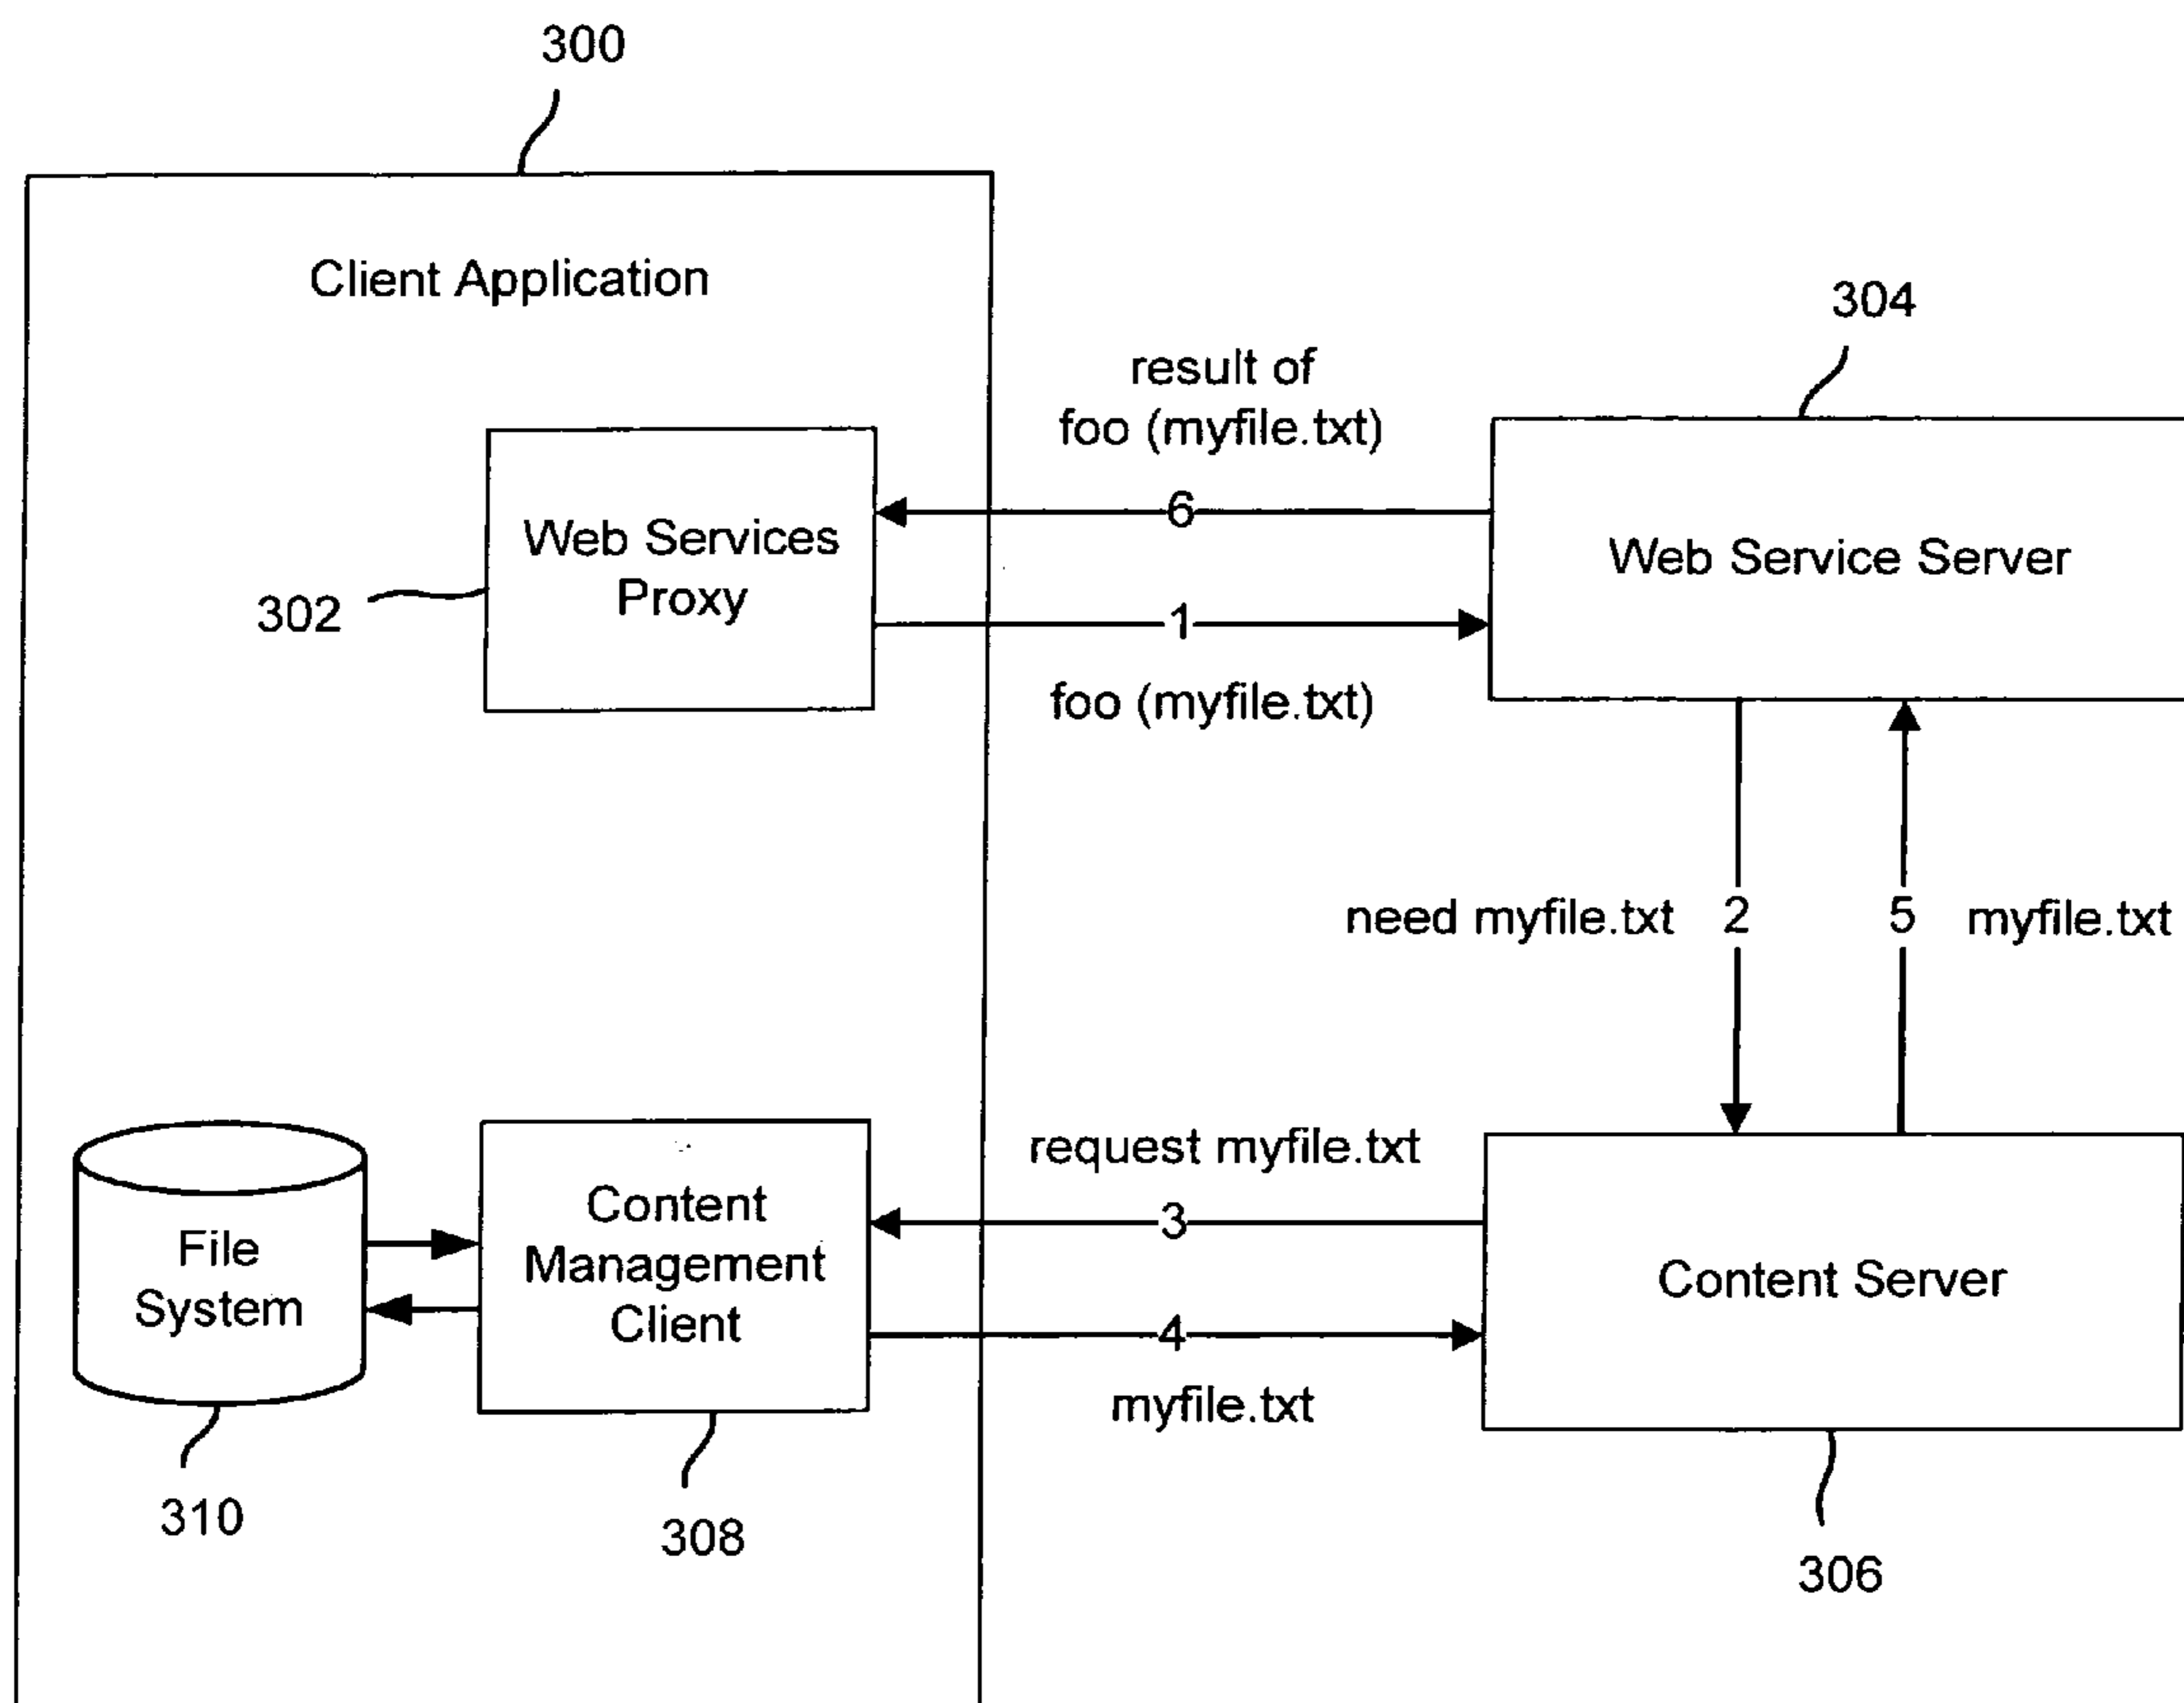 300
Client Application
304
result of
foo (myfile.txt)
6
Web Services
Proxy
Web Service Server
302
1
foo (myfile.txt)
need myfile.txt
2
5
myfile.txt
request myfile.txt
3
File
System
Content
Management
Client
Content Server
4
myfile.txt
310
308
306